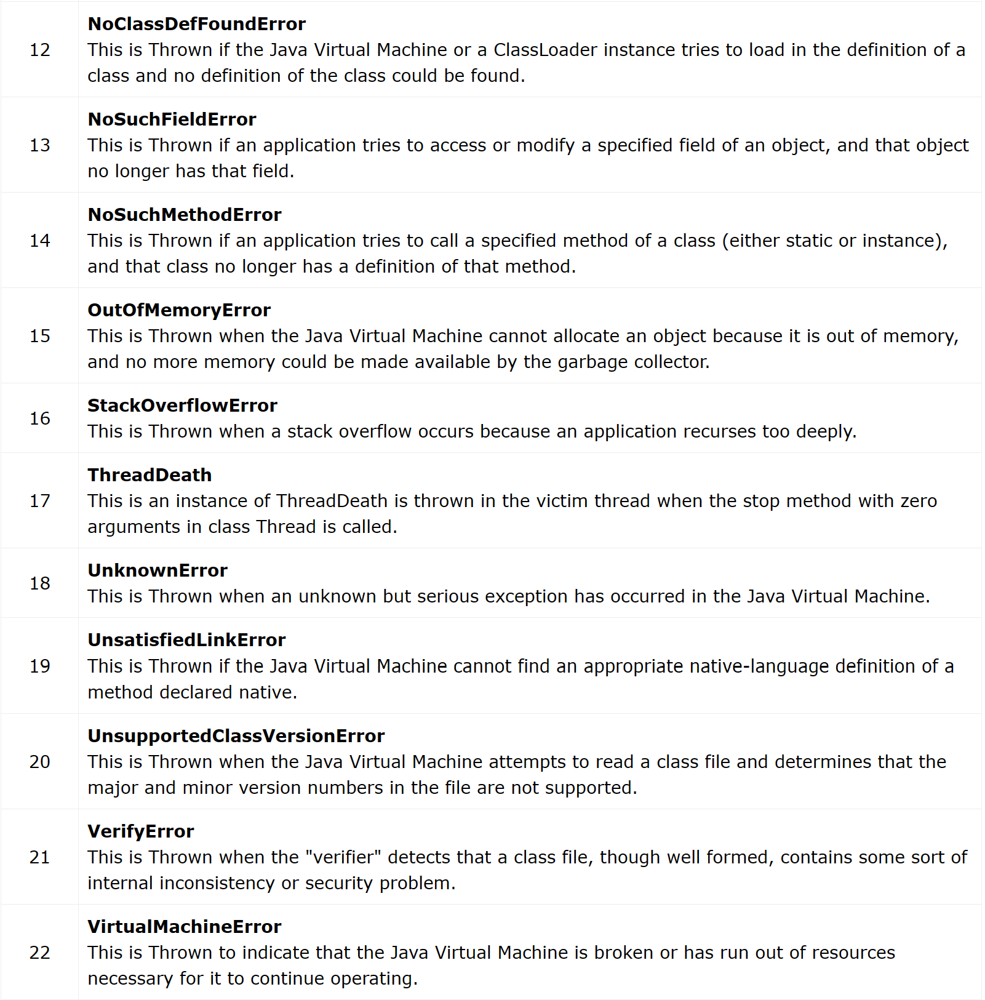 NoClassDefFoundError
12
This is Thrown if the Java Virtual Machine or a ClassLoader instance tries to load in the definition of a
class and no definition of the class could be found.
NoSuchFieldError
13
This is Thrown if an application tries to access or modify a specified field of an object, and that object
no longer has that field.
NoSuchMethodError
14
This is Thrown if an application tries to call a specified method of a class (either static or instance),
and that class no longer has a definition of that method.
OutOfMemoryError
15
This is Thrown when the Java Virtual Machine cannot allocate an object because it is out of memory,
and no more memory could be made available by the garbage collector.
StackOverflowError
16
This is Thrown when a stack overflow occurs because an application recurses too deeply.
ThreadDeath
17
This is an instance of ThreadDeath is thrown in the victim thread when the stop method with zero
arguments in class Thread is called.
UnknownError
18
This is Thrown when an unknown but serious exception has occurred in the Java Virtual Machine.
UnsatisfiedLinkError
19
This is Thrown if the Java Virtual Machine cannot find an appropriate native-language definition of a
method declared native.
UnsupportedClassVersionError
20
This is Thrown when the Java Virtual Machine attempts to read a class file and determines that the
major and minor version numbers in the file are not supported.
VerifyError
21
This is Thrown when the "verifier" detects that a class file, though well formed, contains some sort of
internal inconsistency or security problem.
VirtualMachineError
22
This is Thrown to indicate that the Java Virtual Machine is broken or has run out of resources
necessary for it to continue operating.